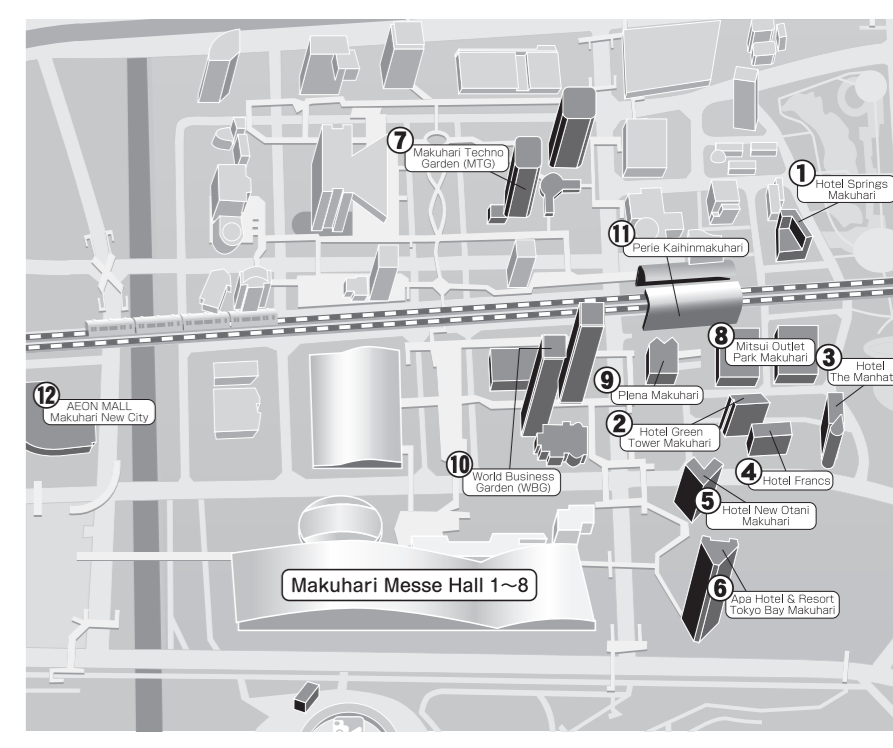 7
Makuhari Techno
Garden (MTG)
1
Hotel Springs
Makuhari
11
Perie Kaihinmakuhari
8
Mitsui Outlet
Park Makuhari
3
Hotel
The Manhat
9
Plena Makuhari
12
AEON MALL
Makuhari New City
2
Hotel Green
Tower Makuhari
10
World Business
Garden (WBG)
4
Hotel Francs
5
Hotel New Otani
Makuhari
Makuhari Messe Hall 1～8
6
Apa Hotel & Resort
Tokyo Bay Makuhari